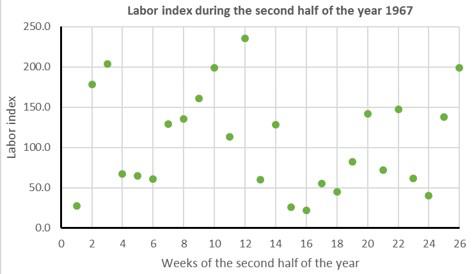 Labor index during the second half of the year 1967
250.0
200.0
150.0
100.0
50.0
0.0
Labor index
0 2 4 6 8 10 12 14 16 18 20 22 24 26
Weeks of the second half of the year